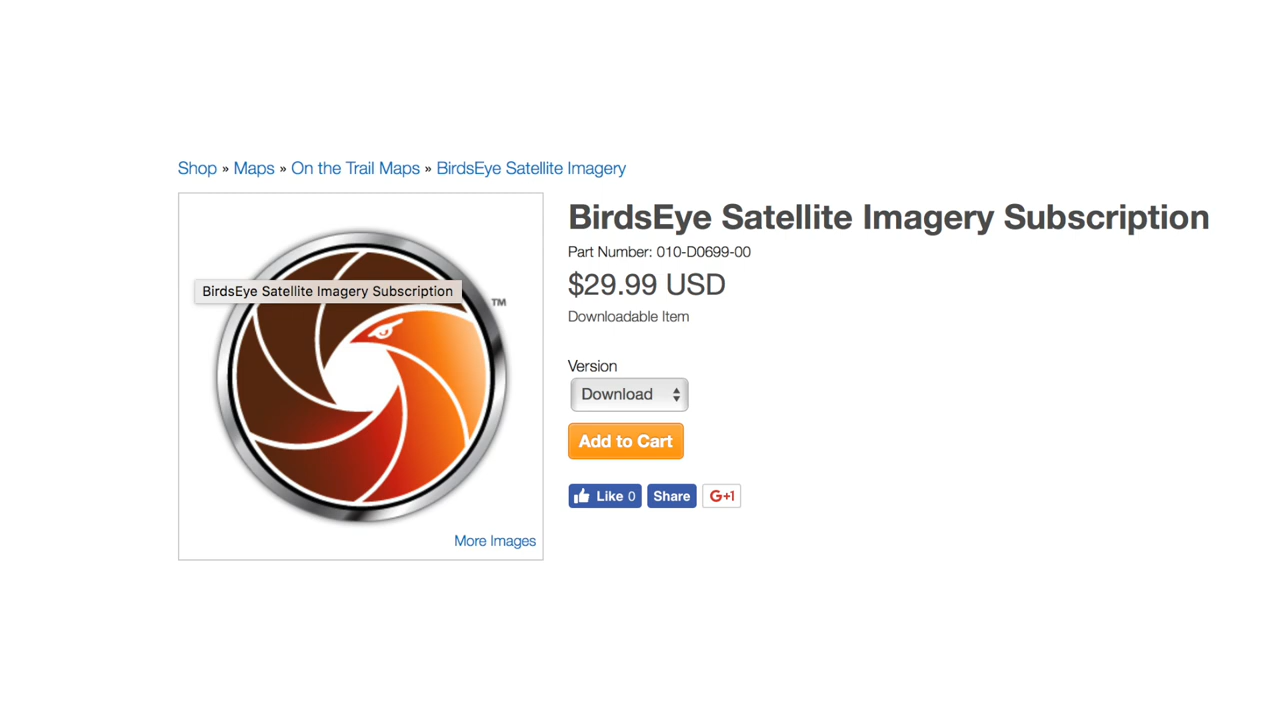 Shop » Maps » On the Trail Maps » BirdsEye Satellite Imagery
BirdsEye Satellite Imagery Subscription
TM
More Images
BirdsEye Satellite Imagery Subscription
Part Number: 010-D0699-00
$29.99 USD
Downloadable Item
Version
Download
Add to Cart
Like 0 Share G+1